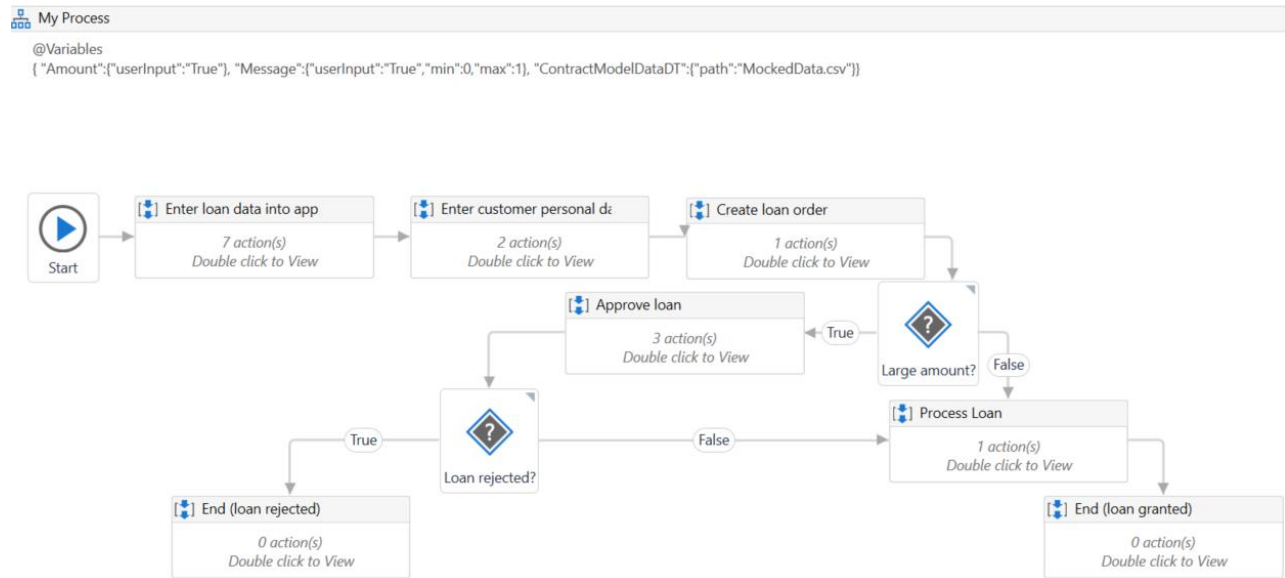 My Process
@Variables
{ "Amount":{"userInput":"True"}, "Message":{"userInput":"True","min":0,"max":1}, "ContractModelDataDT":{"path":"MockedData.csv"}}
Start
Enter loan data into app
7 action(s)
Double click to View
Enter customer personal da
2 action(s)
Double click to View
Create loan order
1 action(s)
Double click to View
Large amount?
True
False
Approve loan
3 action(s)
Double click to View
Loan rejected?
True
False
Process Loan
1 action(s)
Double click to View
End (loan rejected)
0 action(s)
Double click to View
End (loan granted)
0 action(s)
Double click to View